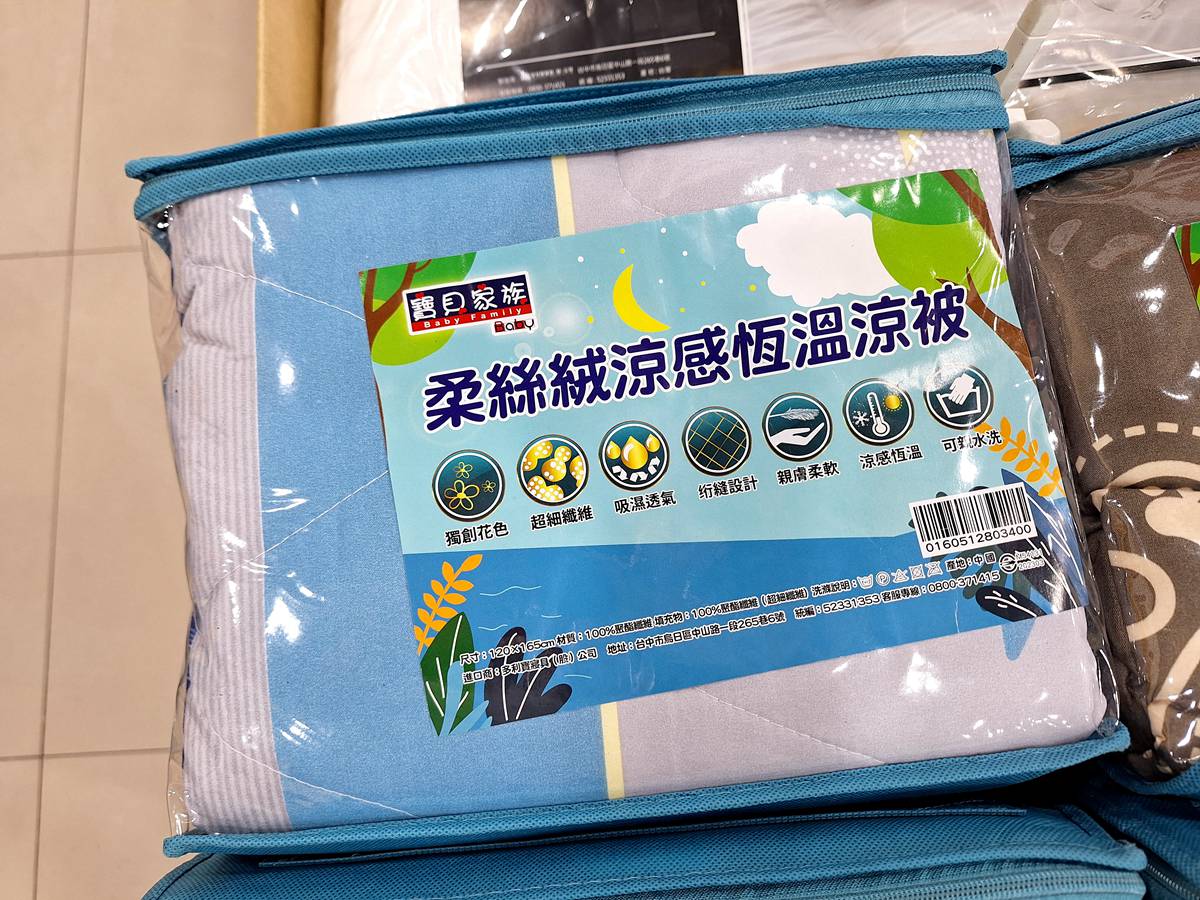 寶貝家族
Baby Family
Baby
柔絲絨涼感恆溫涼被
獨創花色
超細纖維
吸濕透氣
絎縫設計
親膚柔軟
涼感恆溫
可親水洗
0160512803400
尺寸：120X165cm 材質：100%聚酯纖維 填充物：100%聚酯纖維（超細纖維) 洗滌說明： 產地：中國
進口商：多利寶寢具（股）公司 地址：台中市烏日區中山路一段265巷6號 統編：52331353 客服專線：0800-371415